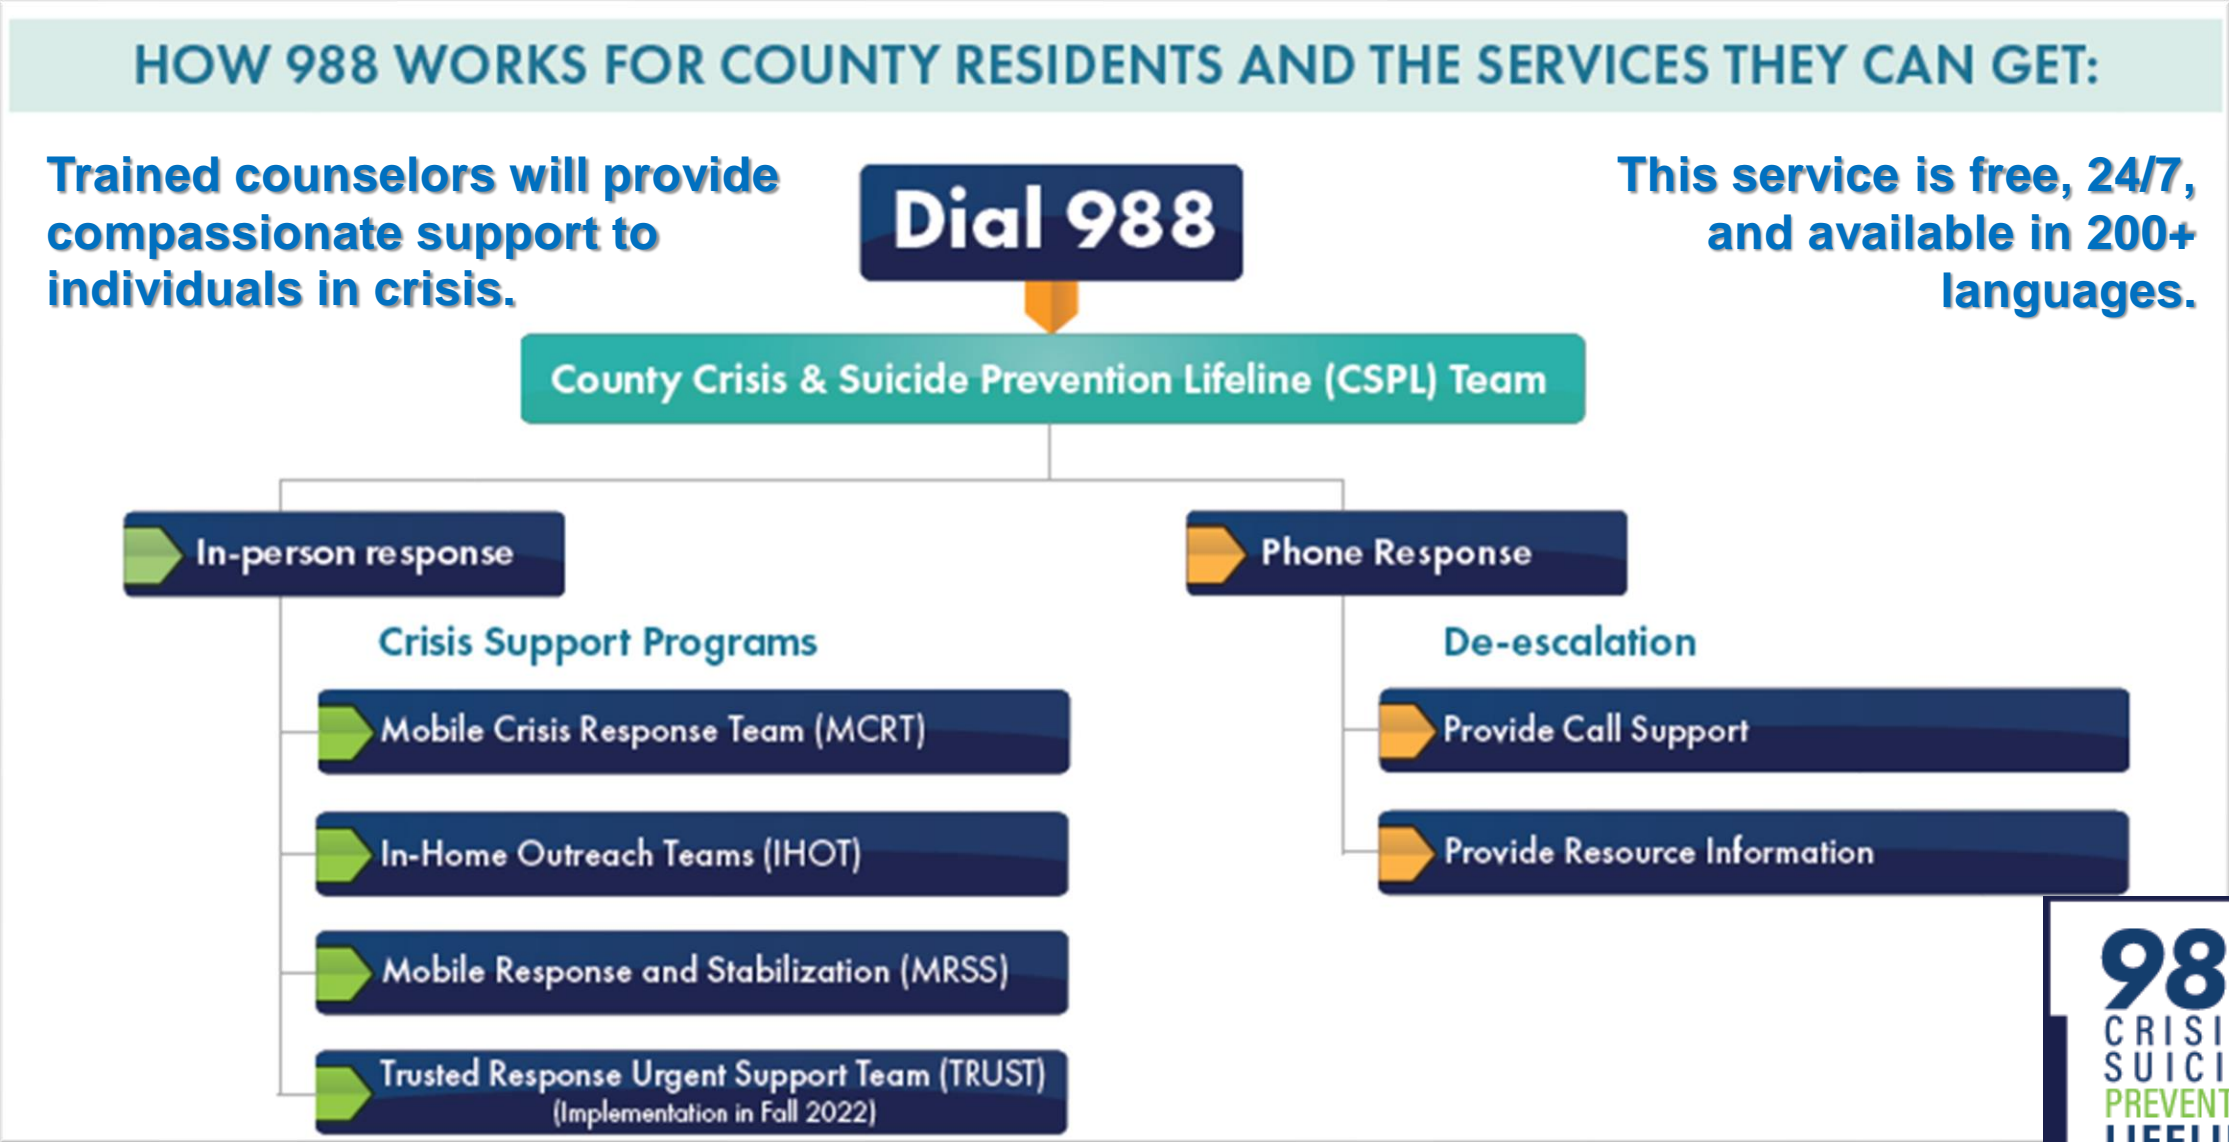 HOW 988 WORKS FOR COUNTY RESIDENTS AND THE SERVICES THEY CAN GET:
Trained counselors will provide
compassionate support to
individuals in crisis.
Dial 988
This service is free, 24/7,
and available in 200+
languages.
County Crisis & Suicide Prevention Lifeline (CSPL) Team
In-person response
Crisis Support Programs
Mobile Crisis Response Team (MCRT)
In-Home Outreach Teams (IHOT)
Mobile Response and Stabilization (MRSS)
Trusted Response Urgent Support Team (TRUST)
(Implementation in Fall 2022)
Phone Response
De-escalation
Provide Call Support
Provide Resource Information
98
CRISI
SUICI
PREVENT